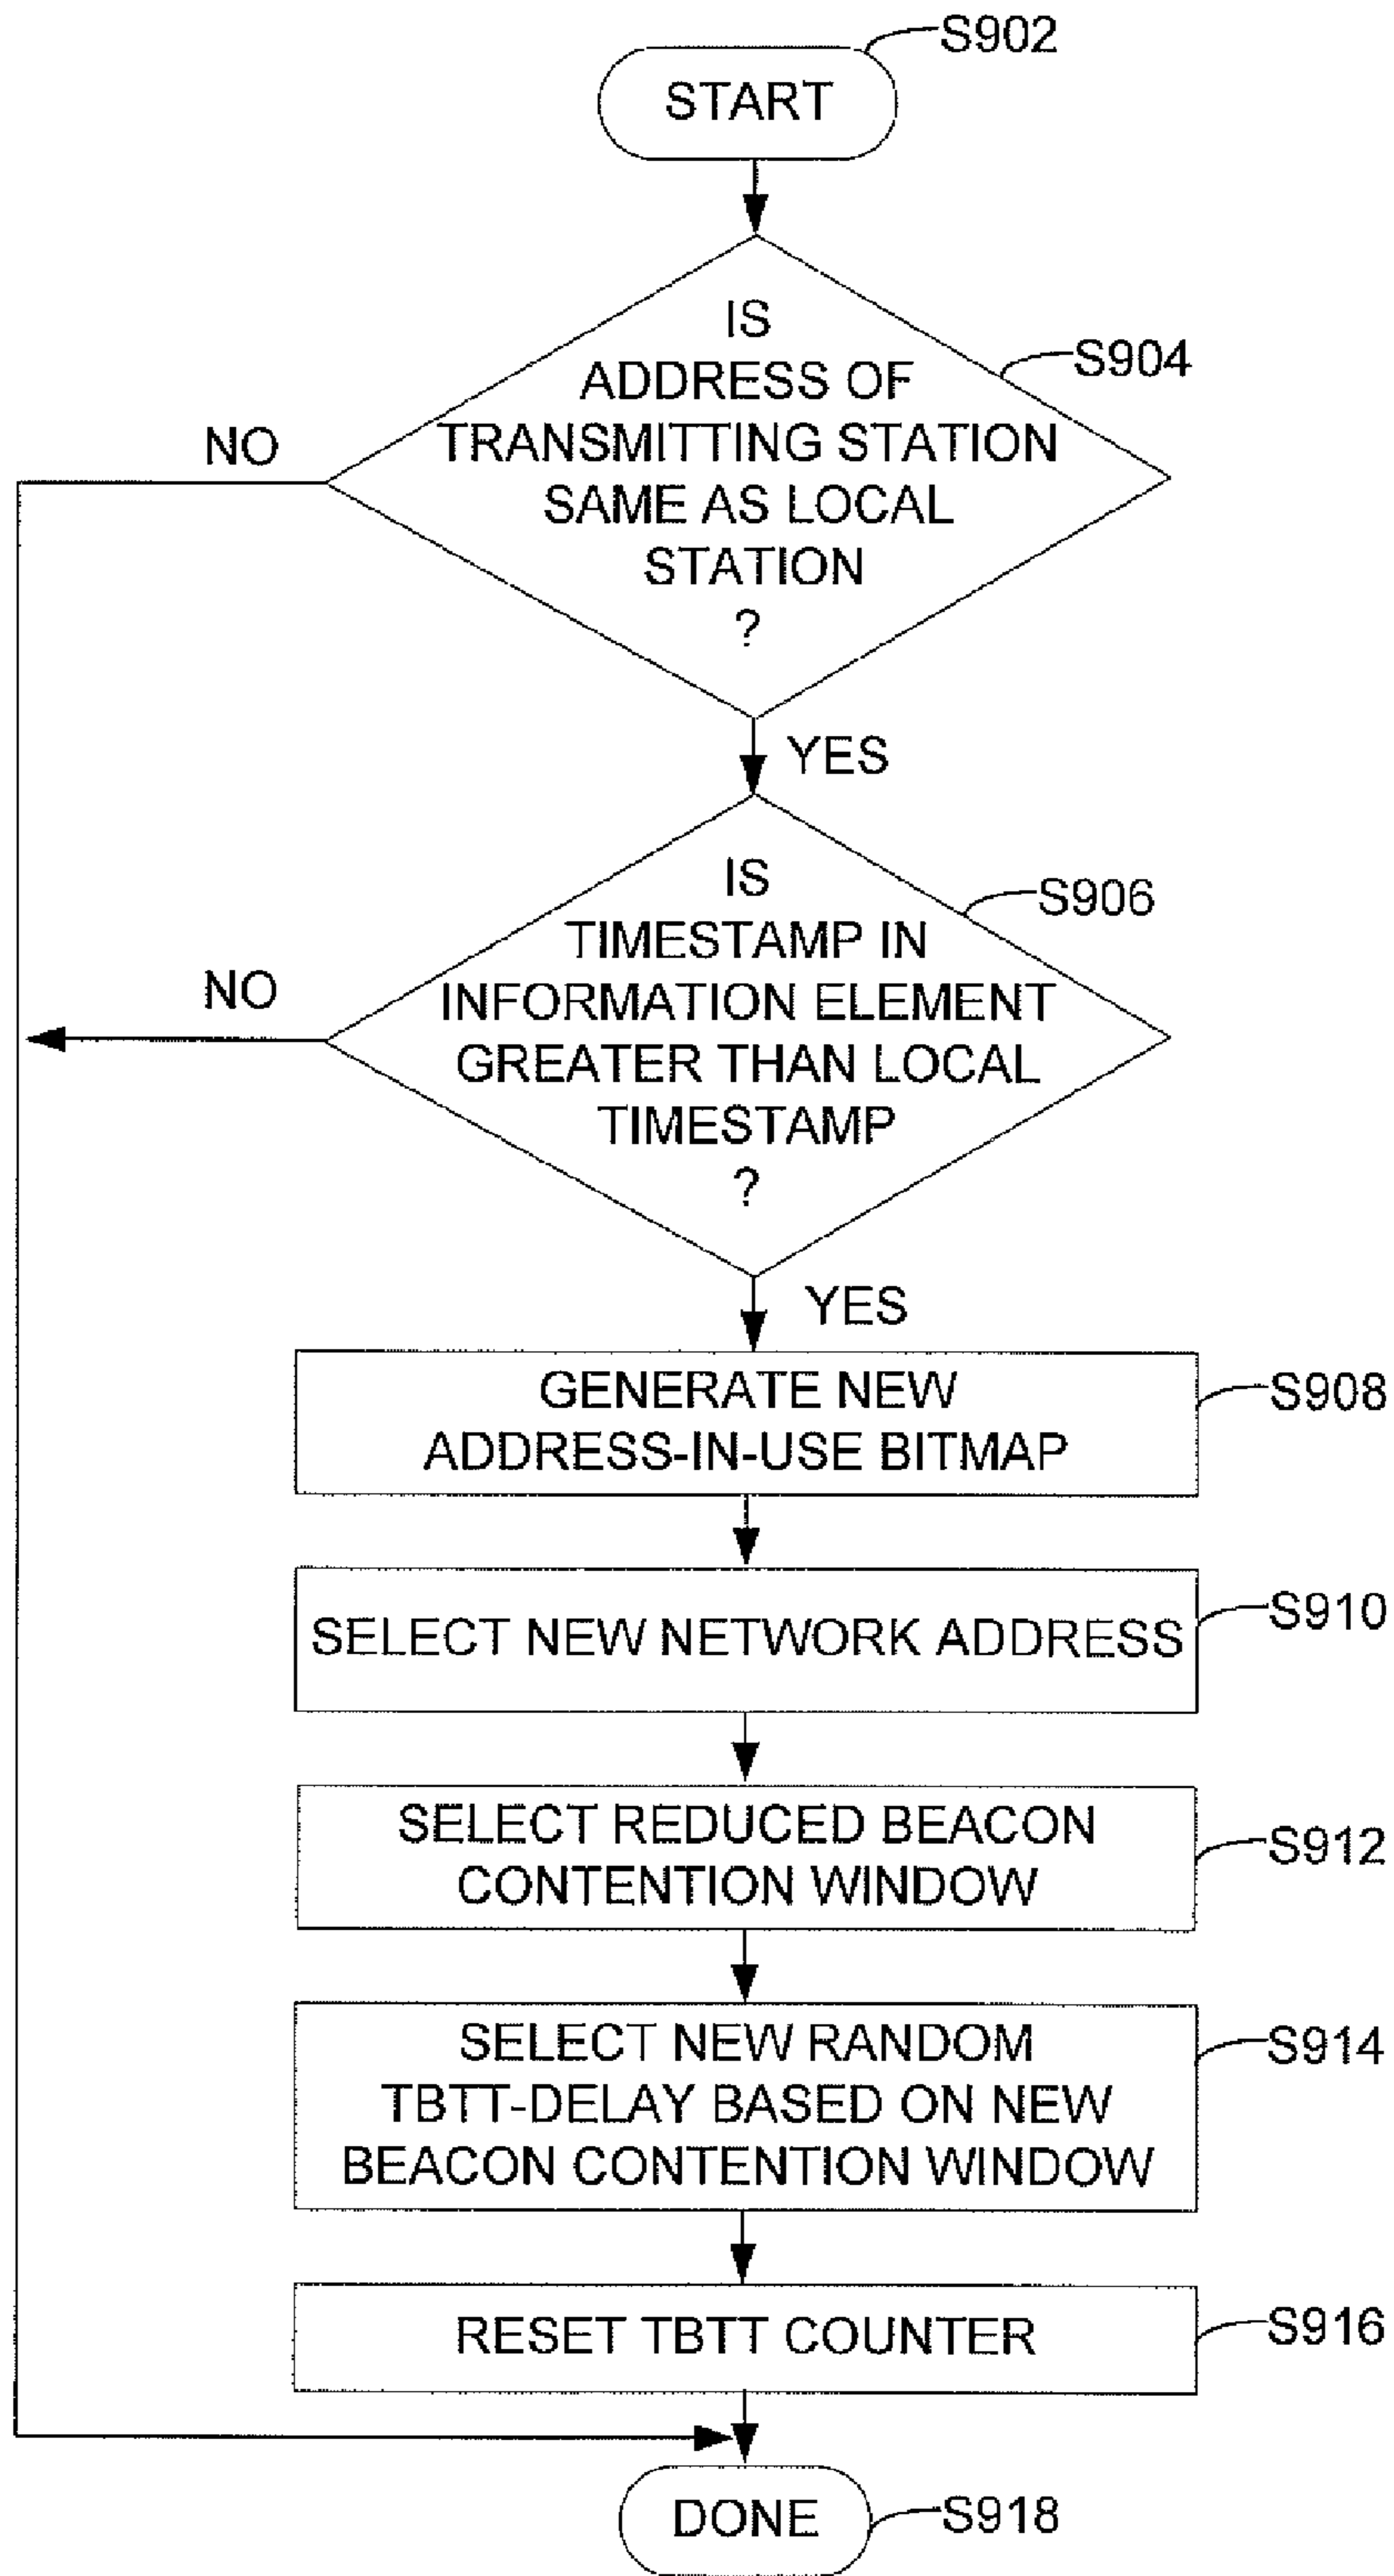 S902
START
IS
ADDRESS OF
TRANSMITTING STATION
SAME AS LOCAL
STATION
?
S904
NO
YES
IS
TIMESTAMP IN
INFORMATION ELEMENT
GREATER THAN LOCAL
TIMESTAMP
?
S906
NO
YES
GENERATE NEW
ADDRESS-IN-USE BITMAP
S908
SELECT NEW NETWORK ADDRESS
S910
SELECT REDUCED BEACON
CONTENTION WINDOW
S912
SELECT NEW RANDOM
TBTT-DELAY BASED ON NEW
BEACON CONTENTION WINDOW
S914
RESET TBTT COUNTER
S916
DONE
S918